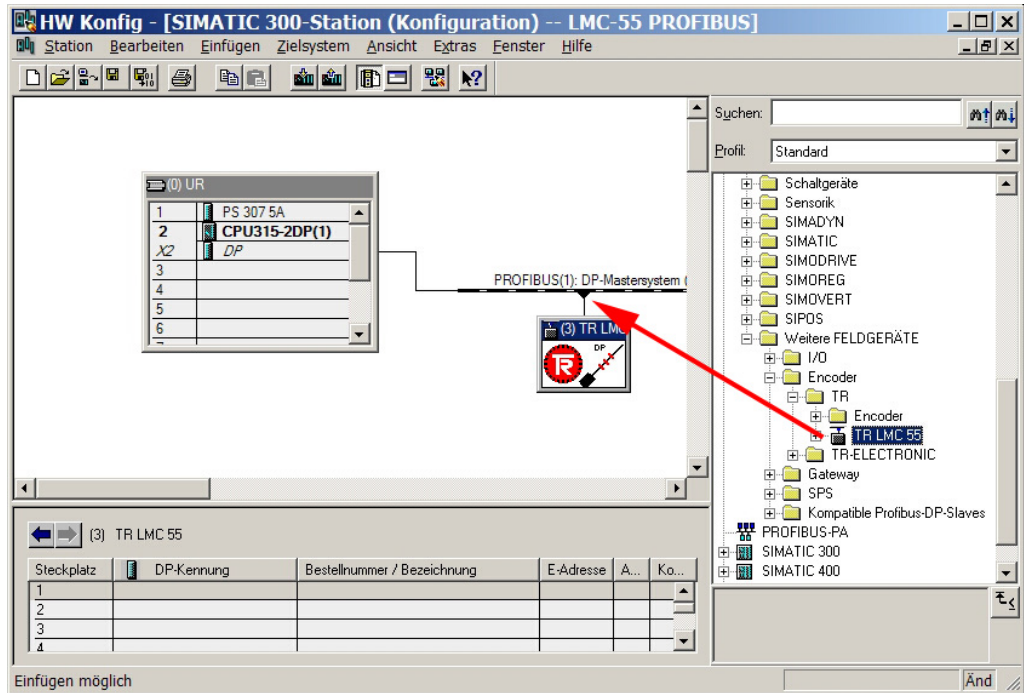 HW Konfig - [SIMATIC 300-Station (Konfiguration) -- LMC-55 PROFIBUS]
Station Bearbeiten Einfügen Zielsystem Ansicht Extras Fenster Hilfe
Suchen:
Profil: Standard
(0) UR
1 PS 307 5A
2 CPU315-2DP(1)
X2 DP
3
4
5
6
PROFIBUS(1): DP-Mastersystem (
(3) TR LMC
DP
TR
Schaltgeräte
Sensorik
SIMADYN
SIMATIC
SIMODRIVE
SIMOREG
SIMOVERT
SIPOS
Weitere FELDGERÄTE
I/O
Encoder
TR
Encoder
TR LMC 55
TR-ELECTRONIC
Gateway
SPS
Kompatible Profibus-DP-Slaves
PROFIBUS-PA
SIMATIC 300
SIMATIC 400
(3) TR LMC 55
Steckplatz DP-Kennung Bestellnummer / Bezeichnung E-Adresse A... Ko...
1
2
3
4
Einfügen möglich Änd